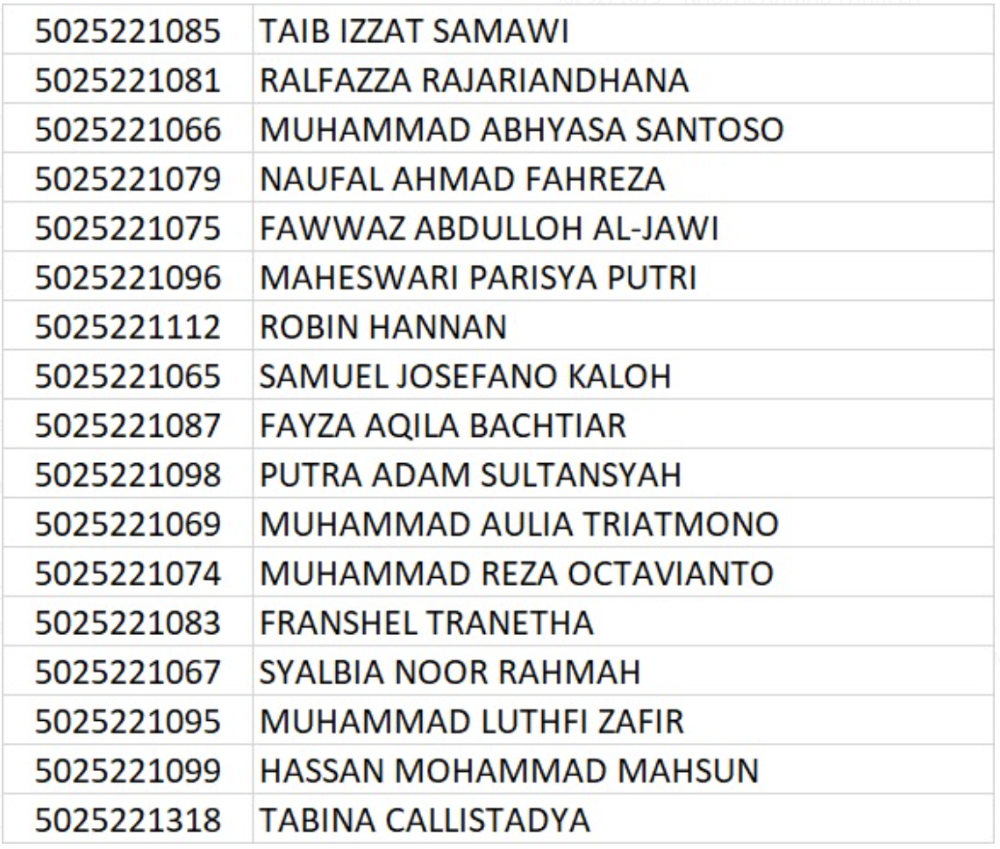 5025221085 TAIB IZZAT SAMAWI
5025221081 RALFAZZA RAJARIANDHANA
5025221066 MUHAMMAD ABHYASA SANTOSO
5025221079 NAUFAL AHMAD FAHREZA
5025221075 FAWWAZ ABDULLOH AL-JAWI
5025221096 MAHESWARI PARISYA PUTRI
5025221112 ROBIN HANNAN
5025221065 SAMUEL JOSEFANO KALOH
5025221087 FAYZA AQILA BACHTIAR
5025221098 PUTRA ADAM SULTANSYAH
5025221069 MUHAMMAD AULIA TRIATMONO
5025221074 MUHAMMAD REZA OCTAVIANTO
5025221083 FRANSHEL TRANETHA
5025221067 SYALBIA NOOR RAHMAH
5025221095 MUHAMMAD LUTHFI ZAFIR
5025221099 HASSAN MOHAMMAD MAHSUN
5025221318 TABINA CALLISTADYA